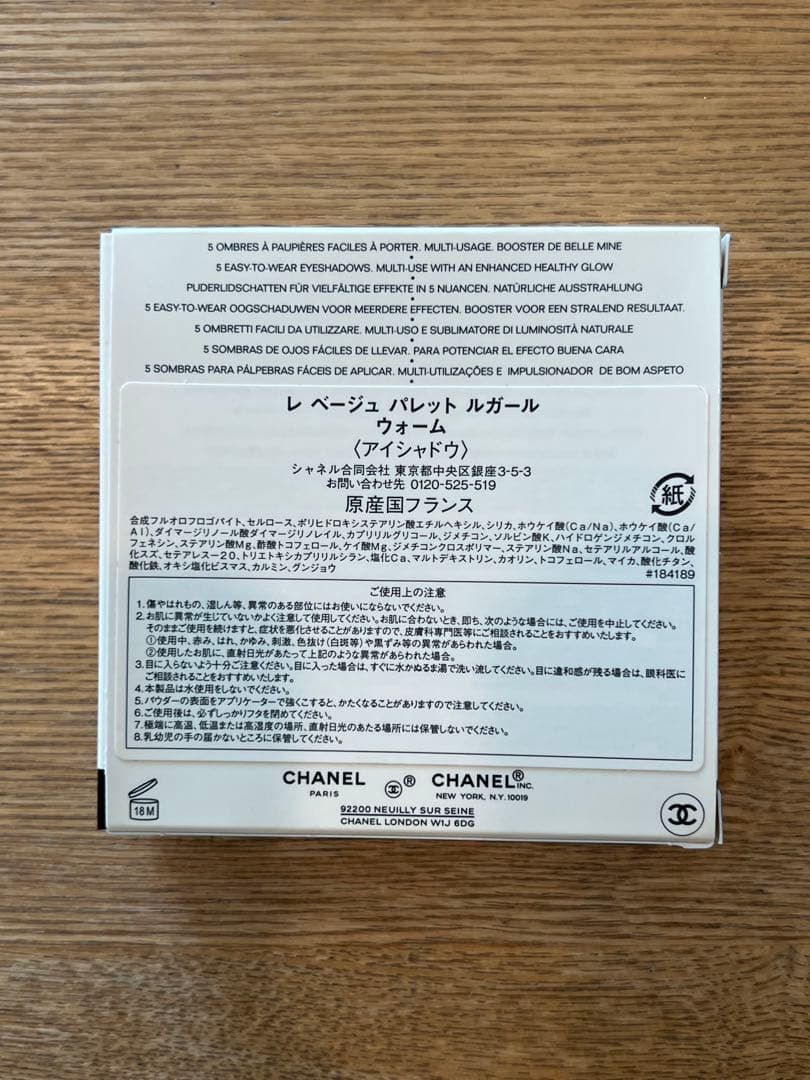 5 OMBRES À PAUPIÈRES FACILES À PORTER. MULTI-USAGE. BOOSTER DE BELLE MINE
5 EASY-TO-WEAR EYESHADOWS. MULTI-USE WITH AN ENHANCED HEALTHY GLOW
PUDERLIDSCHATTEN FÜR VIELFÄLTIGE EFFEKTE IN 5 NUANCEN. NATÜRLICHE AUSSTRAHLUNG
5 EASY-TO-WEAR OOGSCHADUWEN VOOR MEERDERE EFFECTEN. BOOSTER VOOR EEN STRALEND RESULTAAT.
5 OMBRETTI FACILI DA UTILIZZARE. MULTI-USO E SUBLIMATORE DI LUMINOSITÀ NATURALE
5 SOMBRAS DE OJOS FÁCILES DE LLEVAR. PARA POTENCIAR EL EFECTO BUENA CARA
5 SOMBRAS PARA PÁLPEBRAS FÁCEIS DE APLICAR. MULTI-UTILIZAÇÕES E IMPULSIONADOR DE BOM ASPETO
レ ベージュ パレット ルガール
ウォーム
〈アイシャドウ〉
シャネル合同会社 東京都中央区銀座3-5-3
お問い合わせ先 0120-525-519
原産国フランス
紙
合成フルオロフロゴパイト、セルロース、ポリヒドロキシステアリン酸エチルヘキシル、シリカ、ホウケイ酸(Ca/Na)、ホウケイ酸(Ca/
Al)、ダイマージリノール酸ダイマージリノレイル、カプリリルグリコール、ジメチコン、ソルビン酸K、ハイドロゲンジメチコン、クロル
フェネシン、ステアリン酸Mg、酢酸トコフェロール、ケイ酸Mg、ジメチコンクロスポリマー、ステアリン酸Na、セテアリルアルコール、酸
化スズ、セテアレス−20、トリエトキシカプリリルシラン、塩化Ca、マルトデキストリン、カオリン、トコフェロール、マイカ、酸化チタン、
酸化鉄、オキシ塩化ビスマス、カルミン、グンジョウ
#184189
ご使用上の注意
1. 傷やはれもの、湿しん等、異常のある部位にはお使いにならないでください。
2. お肌に異常が生じていないかよく注意して使用してください。お肌に合わないとき、即ち、次のような場合には、ご使用を中止してください。
そのままご使用を続けますと、症状を悪化させることがありますので、皮膚科専門医等にご相談されることをおすすめいたします。
①使用中、赤み、はれ、かゆみ、刺激、色抜け(白斑等)や黒ずみ等の異常があらわれた場合。
②使用したお肌に、直射日光があたって上記のような異常があらわれた場合。
3. 目に入らないよう十分ご注意ください。目に入った場合は、すぐに水かぬるま湯で洗い流してください。目に違和感が残る場合は、眼科医に
ご相談されることをおすすめいたします。
4. 本製品は水使用をしないでください。
5. パウダーの表面をアプリケーターで強くこすると、かたくなることがありますので注意してください。
6. ご使用後は、必ずしっかりフタを閉めてください。
7. 極端に高温、低温または高湿度の場所、直射日光のあたる場所には保管しないでください。
8. 乳幼児の手の届かないところに保管してください。
18 M
CHANEL
PARIS
®
CHANEL® INC.
NEW YORK, N.Y. 10019
92200 NEUILLY SUR SEINE
CHANEL LONDON W1J 6DG